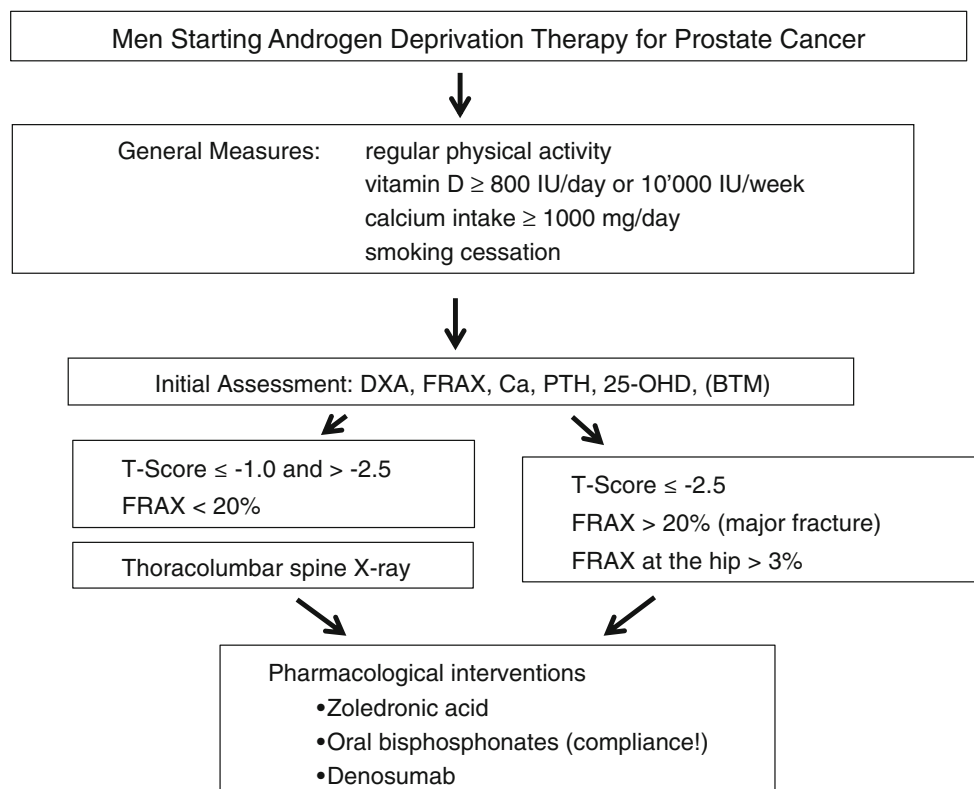 Men Starting Androgen Deprivation Therapy for Prostate Cancer
General Measures: regular physical activity
vitamin D ≥ 800 IU/day or 10’000 IU/week
calcium intake ≥ 1000 mg/day
smoking cessation
Initial Assessment: DXA, FRAX, Ca, PTH, 25-OHD, (BTM)
T-Score ≤ -1.0 and > -2.5
FRAX < 20%
Thoracolumbar spine X-ray
T-Score ≤ -2.5
FRAX > 20% (major fracture)
FRAX at the hip > 3%
Pharmacological interventions
•Zoledronic acid
•Oral bisphosphonates (compliance!)
•Denosumab